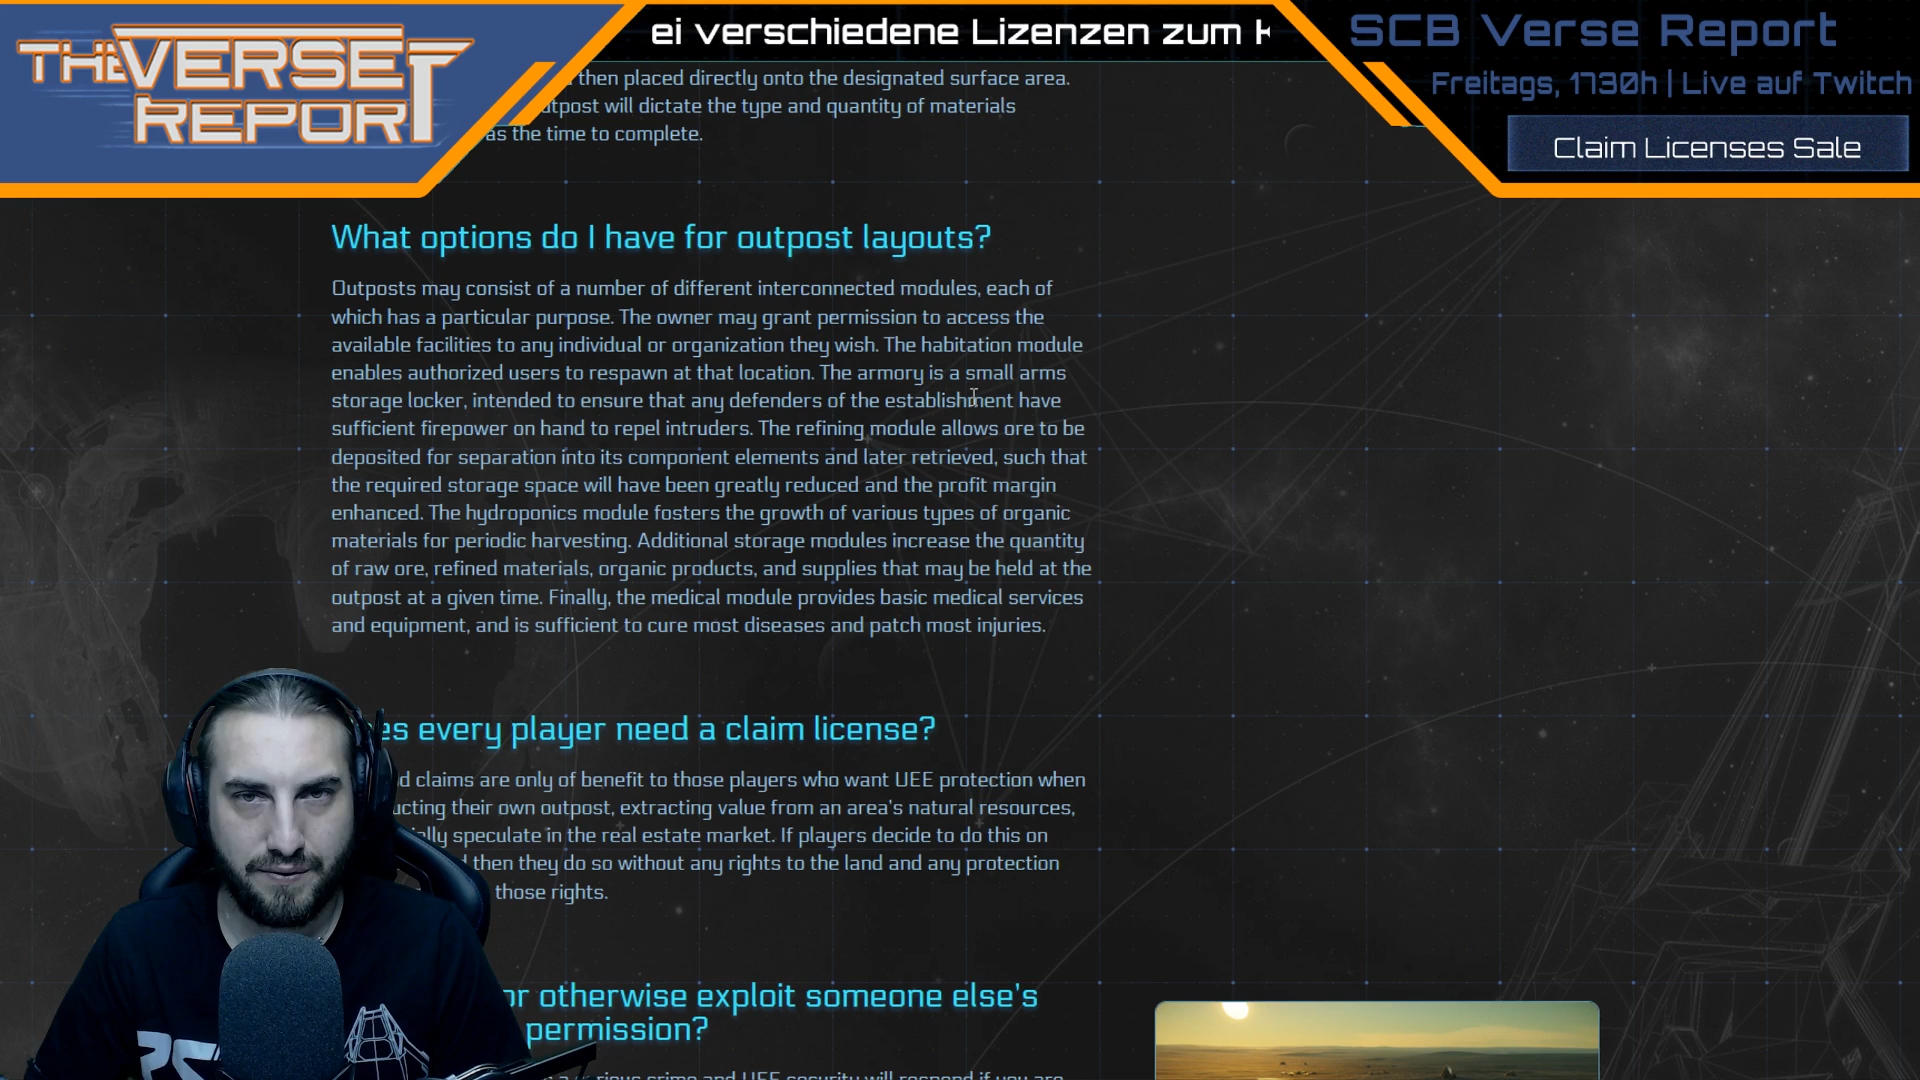 THE VERSE
REPORT
ei verschiedene Lizenzen zum
SCB Verse Report
Freitags, 1730h | Live auf Twitch
Claim Licenses Sale
then placed directly onto the designated surface area.
utpost will dictate the type and quantity of materials
as the time to complete.
What options do I have for outpost layouts?
Outposts may consist of a number of different interconnected modules, each of
which has a particular purpose. The owner may grant permission to access the
available facilities to any individual or organization they wish. The habitation module
enables authorized users to respawn at that location. The armory is a small arms
storage locker, intended to ensure that any defenders of the establishment have
sufficient firepower on hand to repel intruders. The refining module allows ore to be
deposited for separation into its component elements and later retrieved, such that
the required storage space will have been greatly reduced and the profit margin
enhanced. The hydroponics module fosters the growth of various types of organic
materials for periodic harvesting. Additional storage modules increase the quantity
of raw ore, refined materials, organic products, and supplies that may be held at the
outpost at a given time. Finally, the medical module provides basic medical services
and equipment, and is sufficient to cure most diseases and patch most injuries.
es every player need a claim license?
d claims are only of benefit to those players who want UEE protection when
ucting their own outpost, extracting value from an area's natural resources,
ially speculate in the real estate market. If players decide to do this on
then they do so without any rights to the land and any protection
those rights.
or otherwise exploit someone else's
permission?
rious crime and UEE security will respond if you are